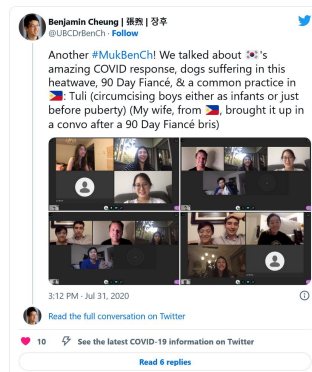 Benjamin Cheung | 張煦 | 장후
@UBCDrBenCh · Follow
Another #MukBenCh! We talked about 🇰🇷's
amazing COVID response, dogs suffering in this
heatwave, 90 Day Fiancé, & a common practice in
🇵🇭: Tuli (circumcising boys either as infants or just
before puberty) (My wife, from 🇵🇭, brought it up in
a convo after a 90 Day Fiancé bris)
3:12 PM · Jul 31, 2020
Read the full conversation on Twitter
10 See the latest COVID-19 information on Twitter
Read 6 replies